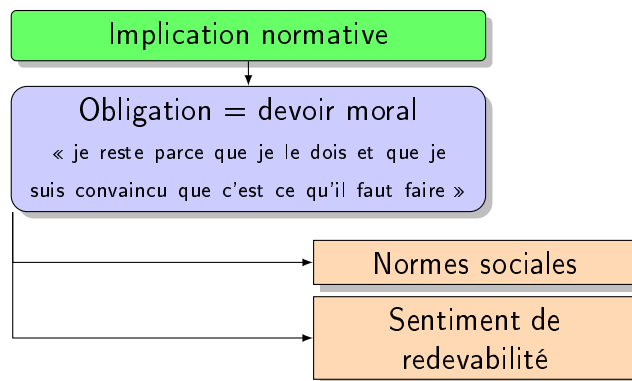 Implication normative
Obligation = devoir moral
« je reste parce que je le dois et que je
suis convaincu que c'est ce qu'il faut faire »
Normes sociales
Sentiment de
redevabilité